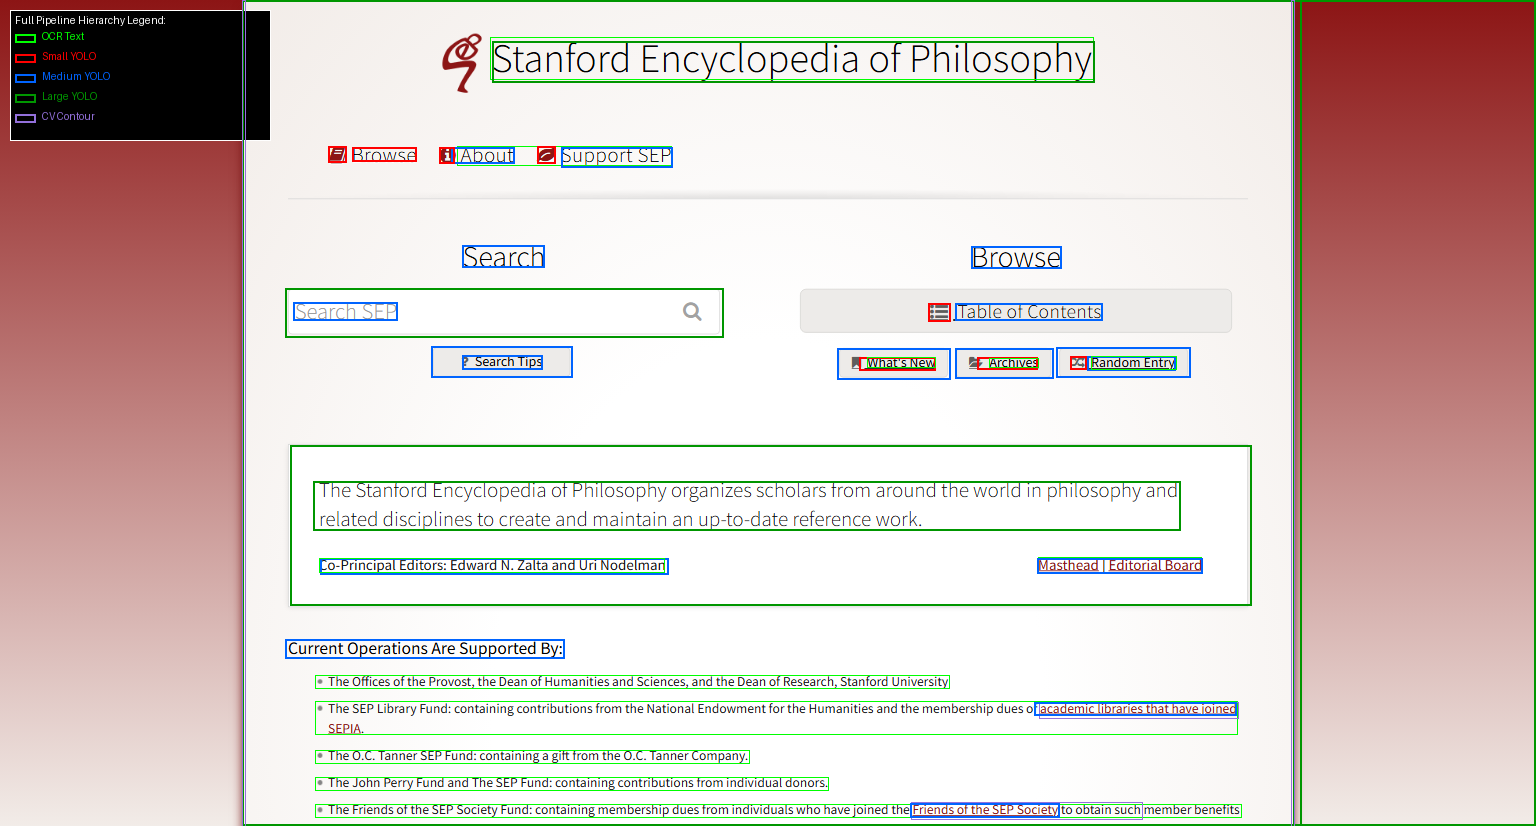 Full Pipeline Hierarchy Legend:
OCR Text
Small YOLO
Medium YOLO
Large YOLO
CV Contour
Stanford Encyclopedia of Philosophy
Browse About Support SEP
Search Browse
Search SEP Table of Contents
? Search Tips What's New Archives Random Entry
The Stanford Encyclopedia of Philosophy organizes scholars from around the world in philosophy and
related disciplines to create and maintain an up-to-date reference work.
Co-Principal Editors: Edward N. Zalta and Uri Nodelman Masthead | Editorial Board
Current Operations Are Supported By:
The Offices of the Provost, the Dean of Humanities and Sciences, and the Dean of Research, Stanford University
The SEP Library Fund: containing contributions from the National Endowment for the Humanities and the membership dues of academic libraries that have joined
SEPIA.
The O.C. Tanner SEP Fund: containing a gift from the O.C. Tanner Company.
The John Perry Fund and The SEP Fund: containing contributions from individual donors.
The Friends of the SEP Society Fund: containing membership dues from individuals who have joined the Friends of the SEP Society to obtain such member benefits